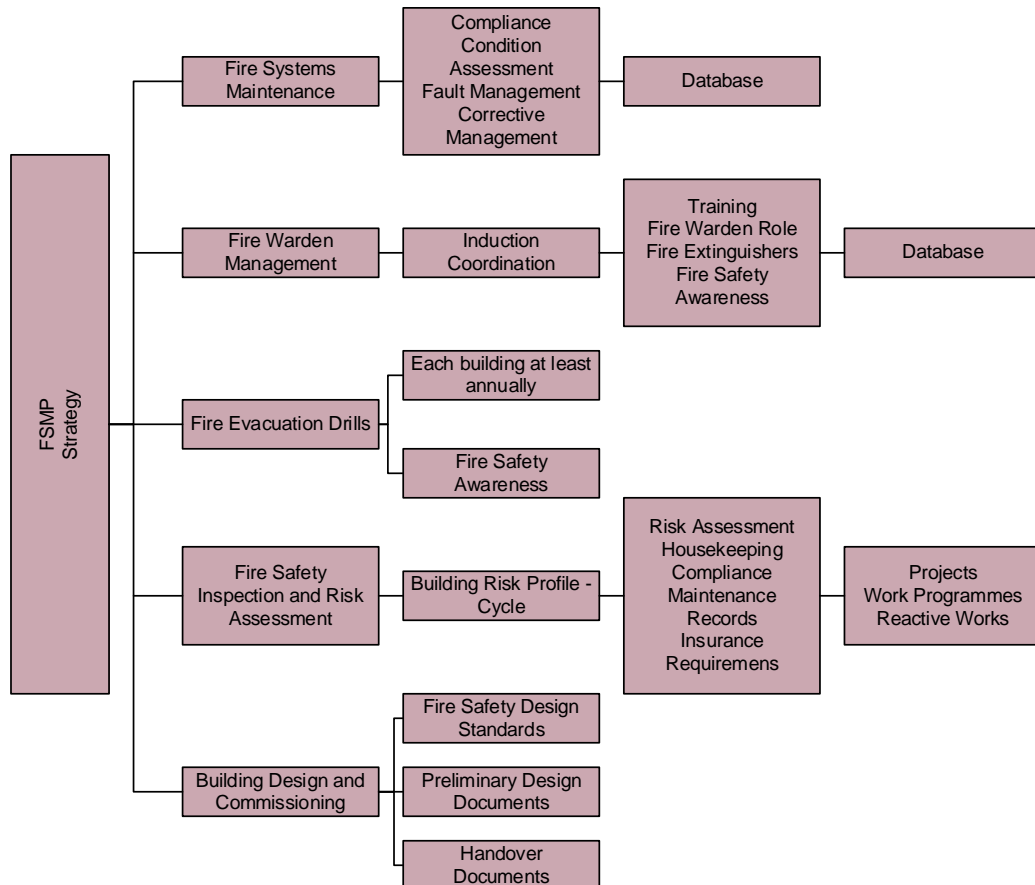 FSMP
Strategy
Fire Systems
Maintenance
Compliance
Condition
Assessment
Fault Management
Corrective
Management
Database
Fire Warden
Management
Induction
Coordination
Training
Fire Warden Role
Fire Extinguishers
Fire Safety
Awareness
Database
Fire Evacuation Drills
Each building at least
annually
Fire Safety
Awareness
Fire Safety
Inspection and Risk
Assessment
Building Risk Profile -
Cycle
Risk Assessment
Housekeeping
Compliance
Maintenance
Records
Insurance
Requiremens
Projects
Work Programmes
Reactive Works
Building Design and
Commissioning
Fire Safety Design
Standards
Preliminary Design
Documents
Handover
Documents